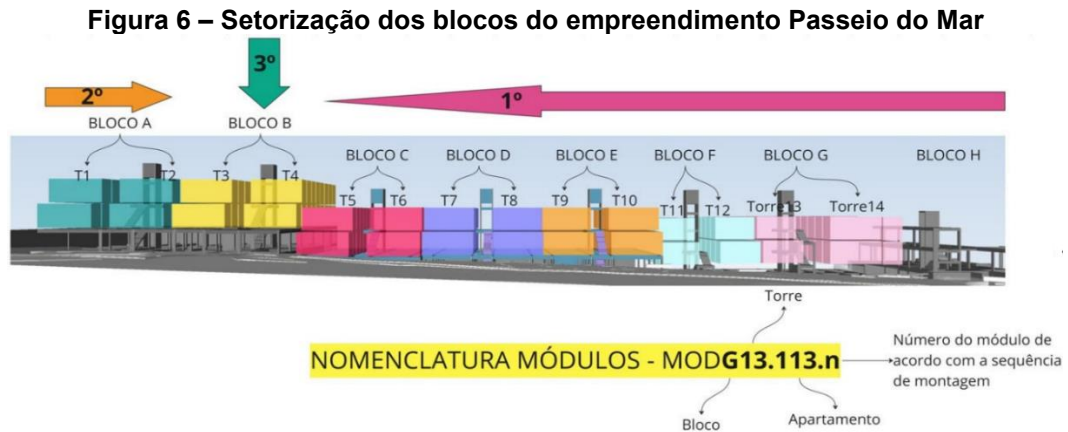 Figura 6 – Setorização dos blocos do empreendimento Passeio do Mar
3º
2º
1º
BLOCO A
BLOCO B
BLOCO C
BLOCO D
BLOCO E
BLOCO F
BLOCO G
BLOCO H
T1
T2
T3
T4
T5
T6
T7
T8
T9
T10
T11
T12
Torre13
Torre14
Torre
NOMENCLATURA MÓDULOS - MODG13.113.n
Número do módulo de
acordo com a sequência
de montagem
Bloco
Apartamento